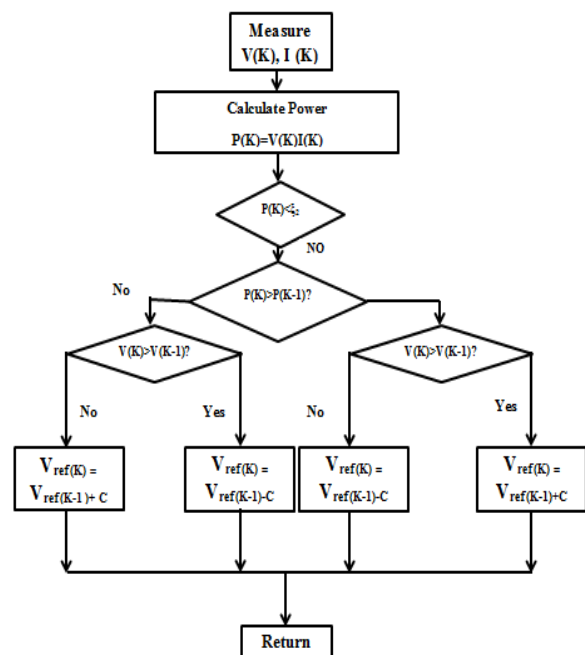 Measure
V(K), I (K)
Calculate Power
P(K)=V(K)I(K)
P(K)<ξ2
NO
No
P(K)>P(K-1)?
V(K)>V(K-1)?
V(K)>V(K-1)?
No
Yes
No
Yes
Vref(K) =
Vref(K-1)+ C
Vref(K) =
Vref(K-1)-C
Vref(K) =
Vref(K-1)-C
Vref(K) =
Vref(K-1)+C
Return